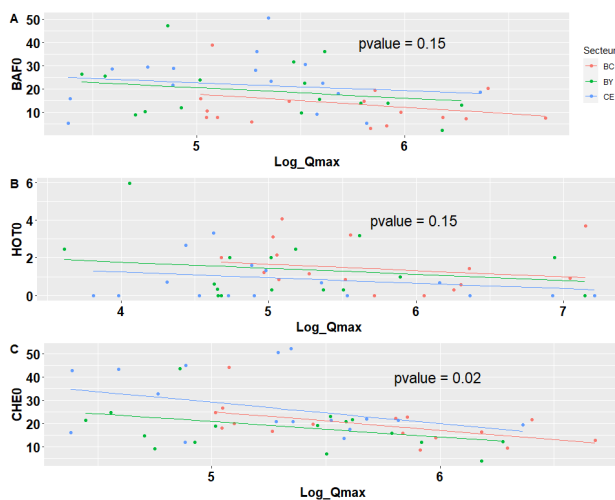 A
BAF0
50
40
30
20
10
pvalue = 0.15
5
6
Log_Qmax
Secteur
BC
BY
CE
B
HOT0
6
4
2
0
pvalue = 0.15
4
5
6
7
Log_Qmax
C
CHE0
50
40
30
20
10
pvalue = 0.02
5
6
Log_Qmax